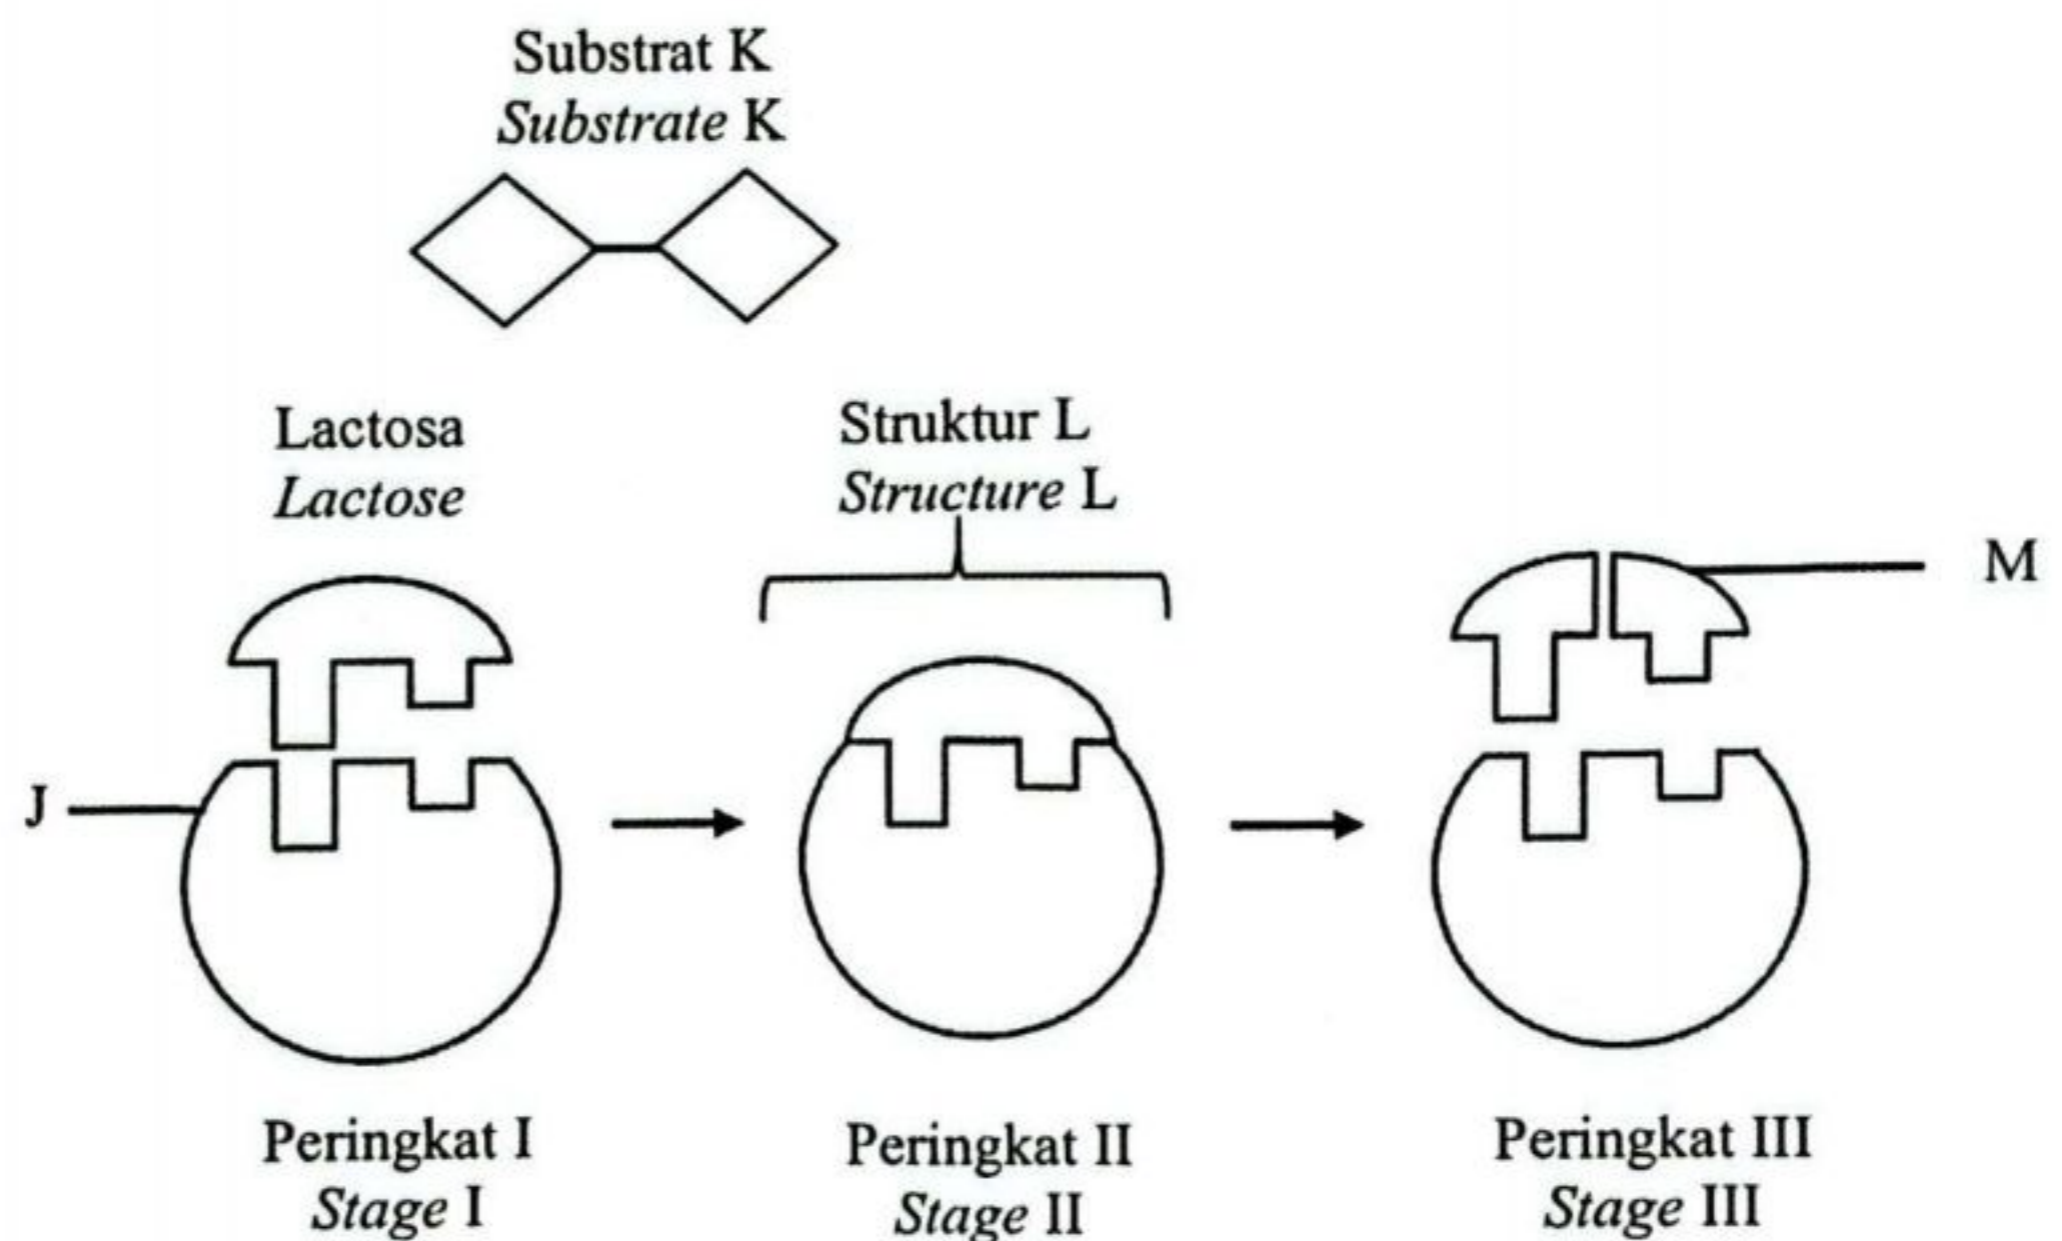 Substrat K
Substrate K
Lactosa
Lactose
Struktur L
Structure L
M
J
Peringkat I
Stage I
Peringkat II
Stage II
Peringkat III
Stage III